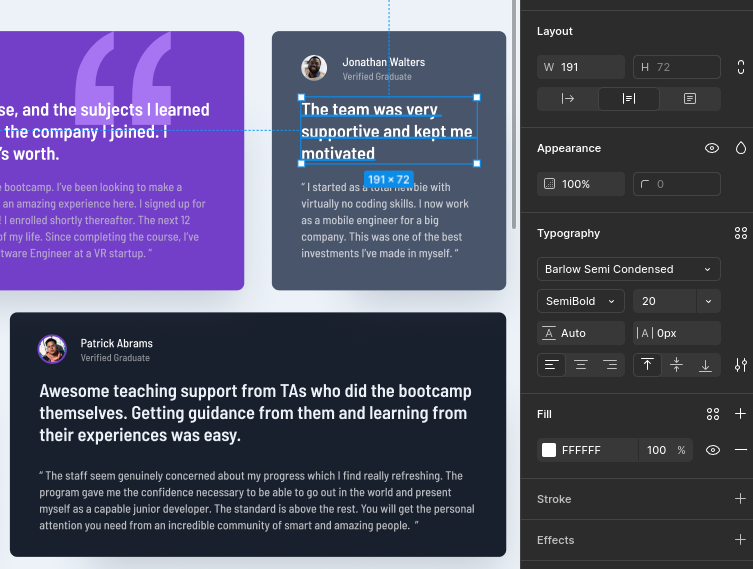 se, and the subjects I learned
the company I joined. I
's worth.
e bootcamp. I've been looking to make a
an amazing experience here. I signed up for
! I enrolled shortly thereafter. The next 12
of my life. Since completing the course, I've
tware Engineer at a VR startup. ”
Jonathan Walters
Verified Graduate
The team was very
supportive and kept me
motivated
191 × 72
“ I started as a total newbie with
virtually no coding skills. I now work
as a mobile engineer for a big
company. This was one of the best
investments I've made in myself. ”
Patrick Abrams
Verified Graduate
Awesome teaching support from TAs who did the bootcamp
themselves. Getting guidance from them and learning from
their experiences was easy.
“ The staff seem genuinely concerned about my progress which I find really refreshing. The
program gave me the confidence necessary to be able to go out in the world and present
myself as a capable junior developer. The standard is above the rest. You will get the personal
attention you need from an incredible community of smart and amazing people. ”
Layout
W 191 H 72
Appearance
100% 0
Typography
Barlow Semi Condensed
SemiBold 20
A Auto |A| 0px
Fill
FFFFFF 100 %
Stroke
Effects